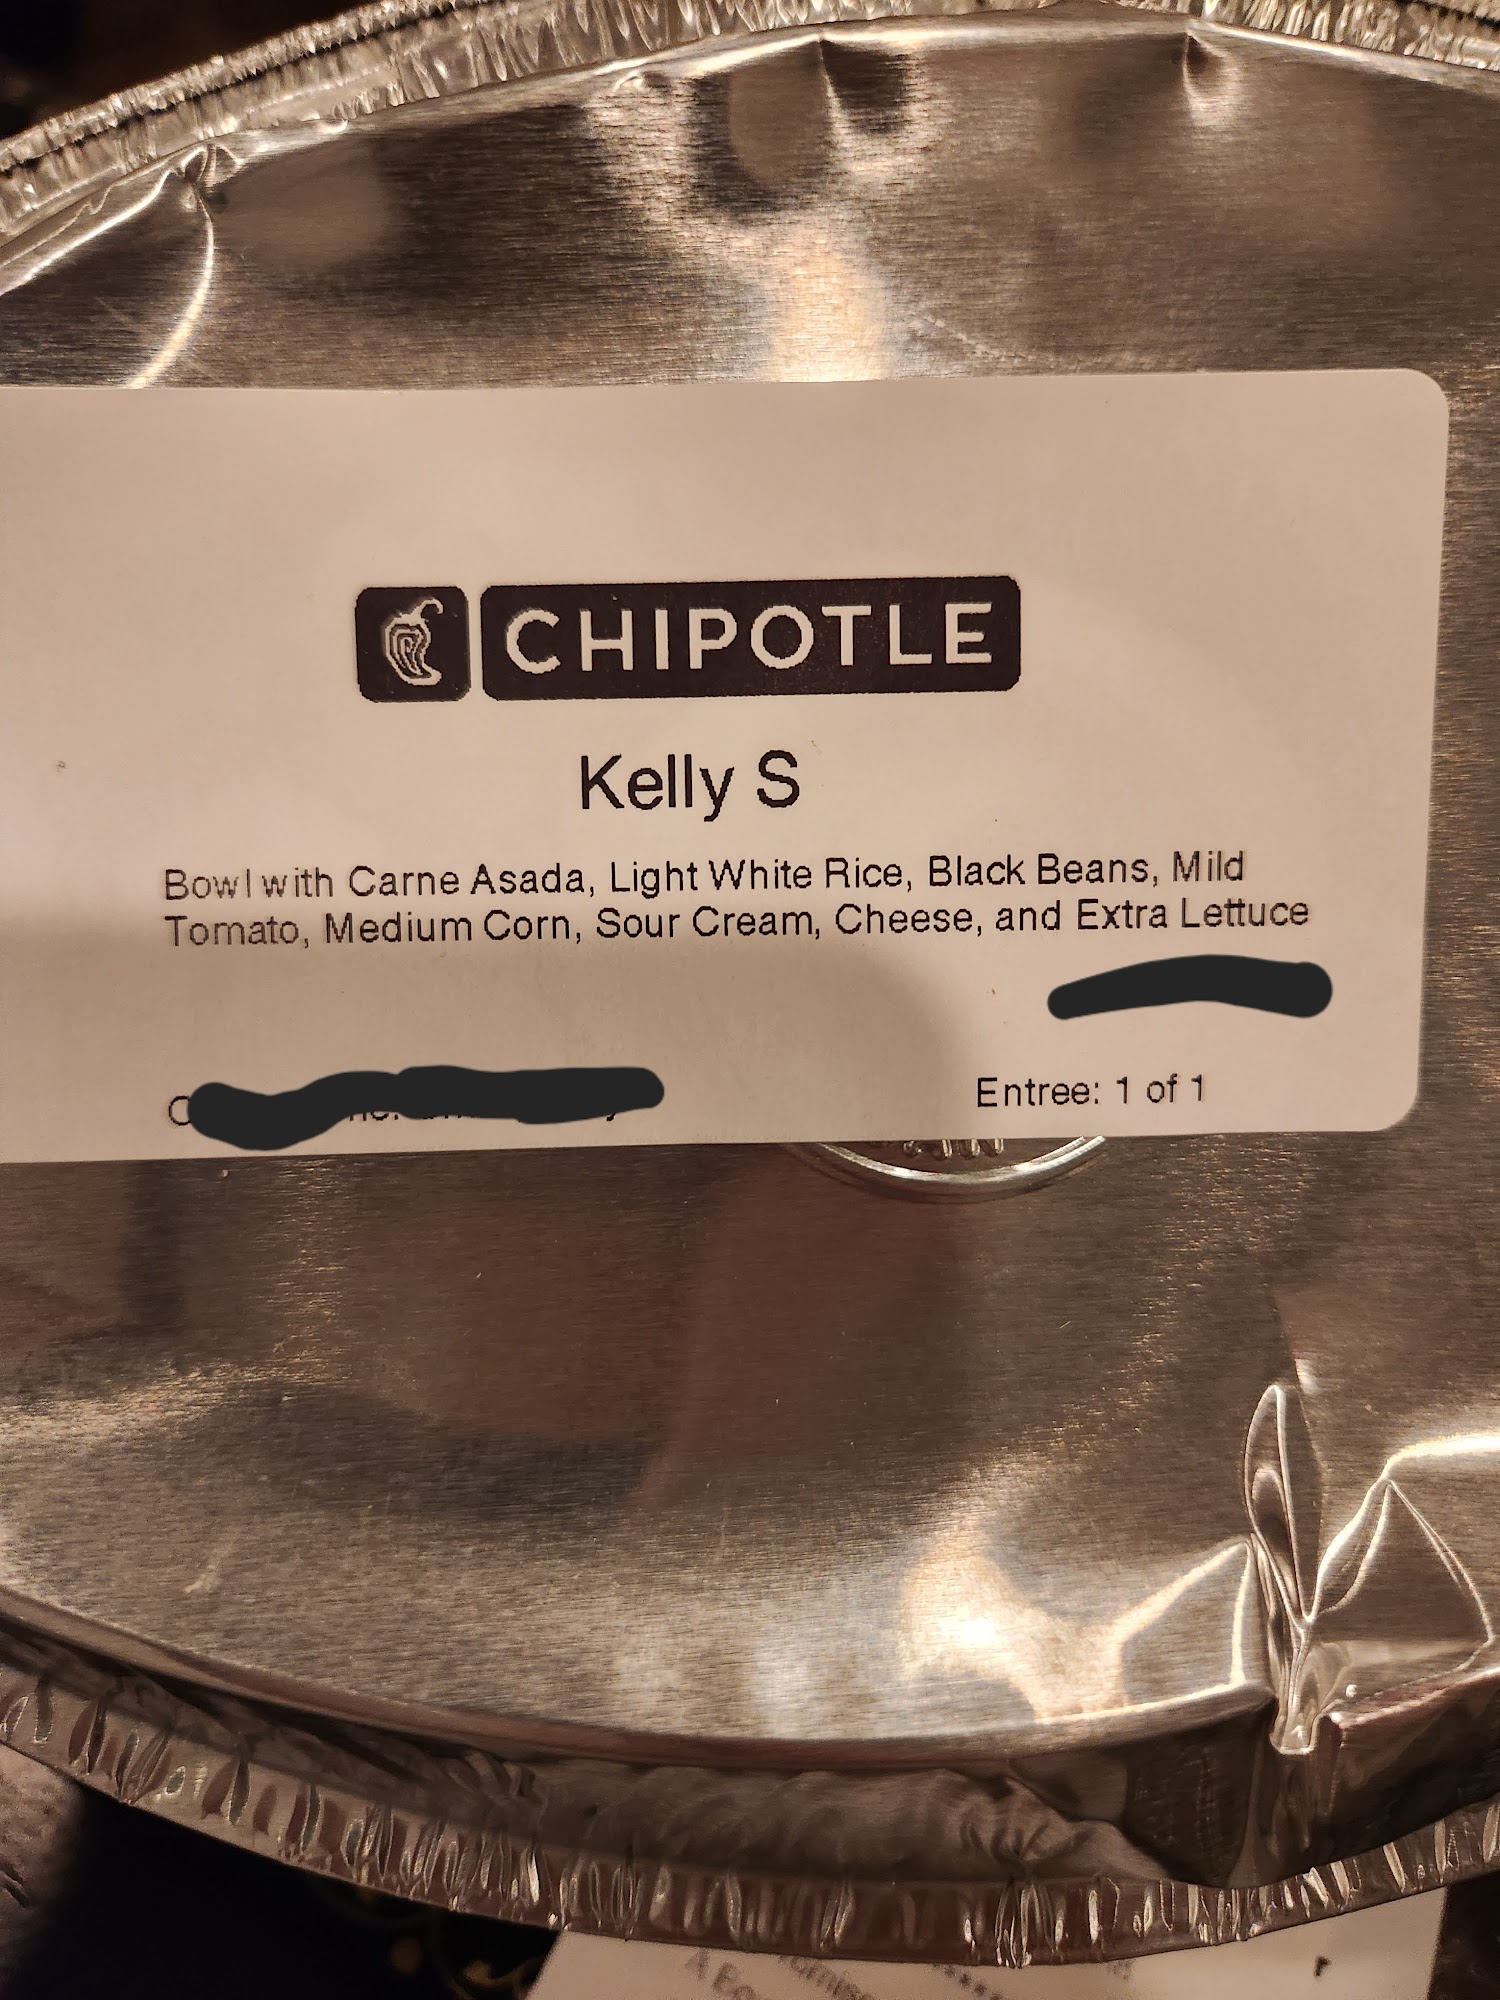 CHIPOTLE
Kelly S
Bowl with Carne Asada, Light White Rice, Black Beans, Mild
Tomato, Medium Corn, Sour Cream, Cheese, and Extra Lettuce
Entree: 1 of 1